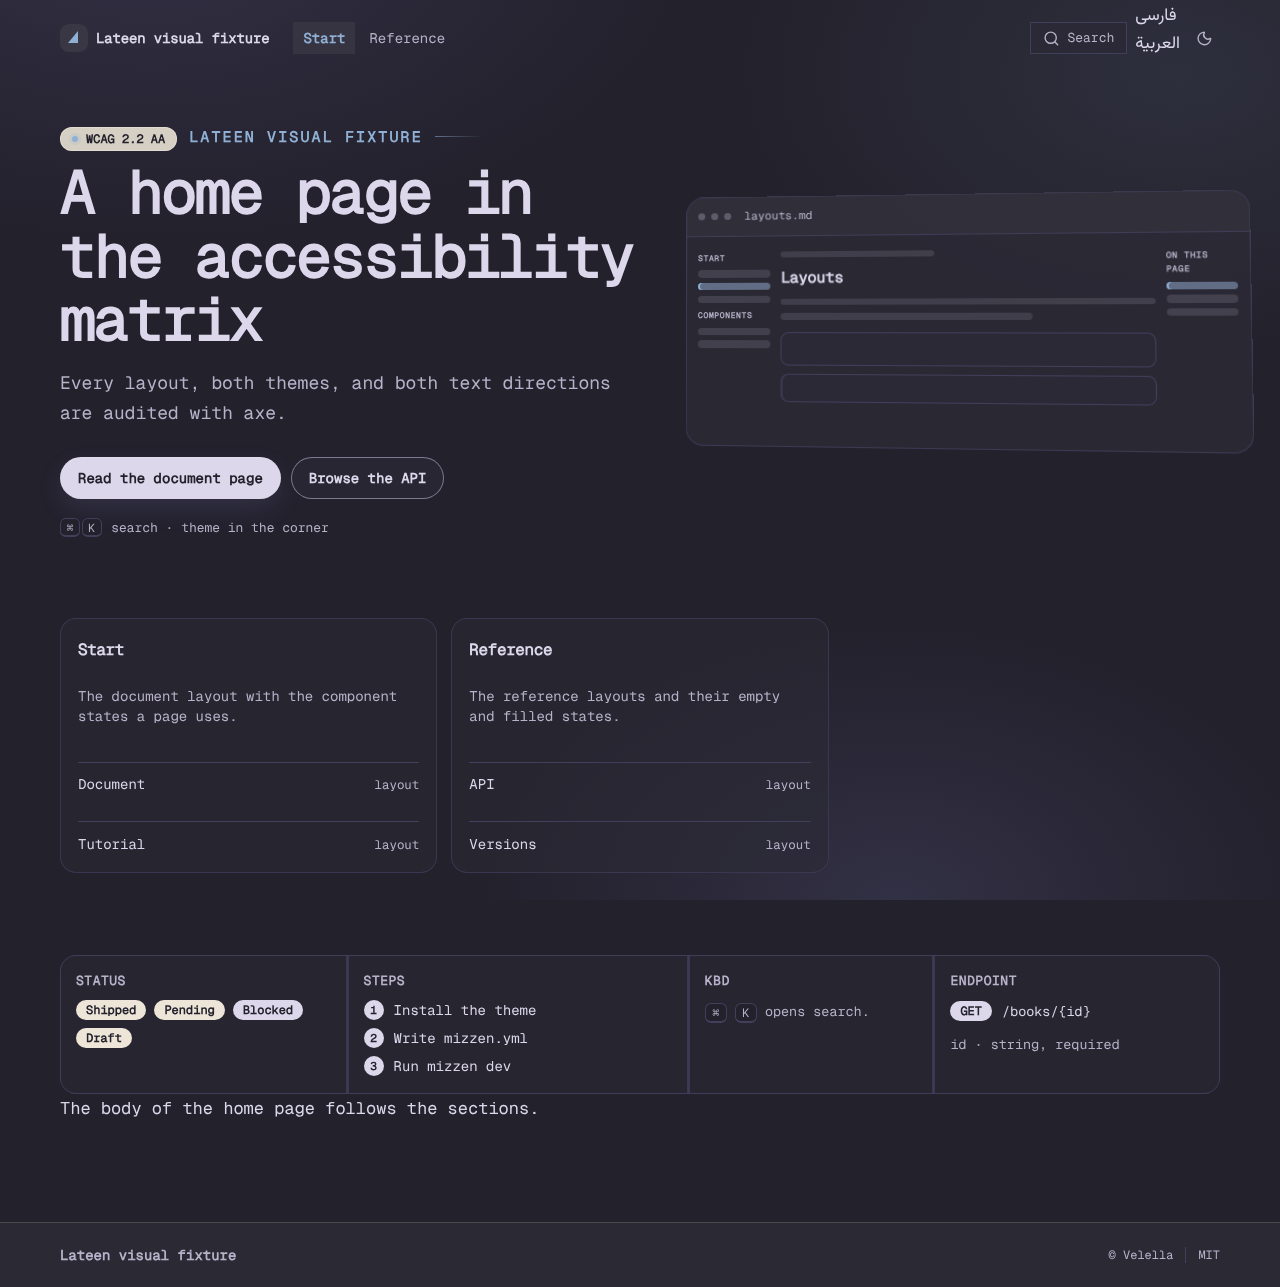 Lateen visual fixture
Start
Reference
Search
فارسی
العربية
WCAG 2.2 AA
LATEEN VISUAL FIXTURE
A home page in
the accessibility
matrix
Every layout, both themes, and both text directions
are audited with axe.
Read the document page
Browse the API
⌘ K search · theme in the corner
layouts.md
START
COMPONENTS
Layouts
ON THIS
PAGE
Start
The document layout with the component
states a page uses.
Document layout
Tutorial layout
Reference
The reference layouts and their empty
and filled states.
API layout
Versions layout
STATUS
Shipped Pending Blocked
Draft
STEPS
1 Install the theme
2 Write mizzen.yml
3 Run mizzen dev
KBD
⌘ K opens search.
ENDPOINT
GET /books/{id}
id · string, required
The body of the home page follows the sections.
Lateen visual fixture
© Velella
MIT